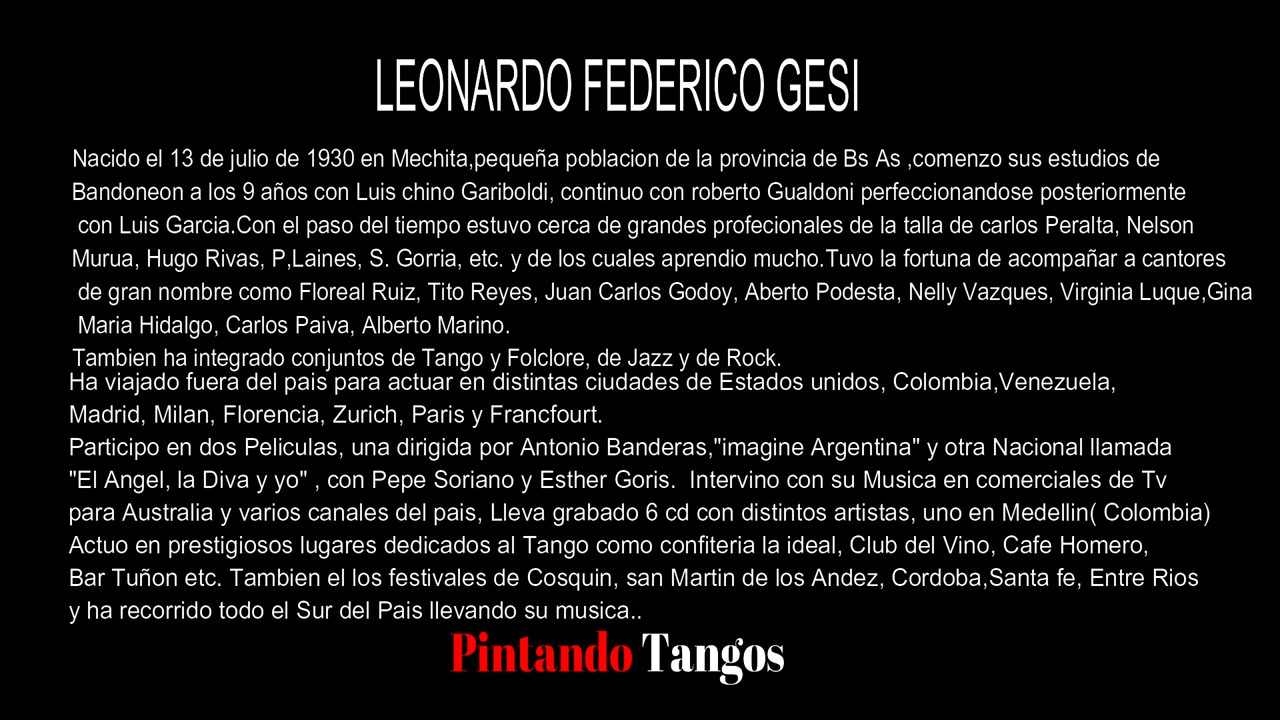 LEONARDO FEDERICO GESI
Nacido el 13 de julio de 1930 en Mechita,pequeña poblacion de la provincia de Bs As ,comenzo sus estudios de
Bandoneon a los 9 años con Luis chino Gariboldi, continuo con roberto Gualdoni perfeccionandose posteriormente
con Luis Garcia.Con el paso del tiempo estuvo cerca de grandes profecionales de la talla de carlos Peralta, Nelson
Murua, Hugo Rivas, P,Laines, S. Gorria, etc. y de los cuales aprendio mucho.Tuvo la fortuna de acompañar a cantores
de gran nombre como Floreal Ruiz, Tito Reyes, Juan Carlos Godoy, Aberto Podesta, Nelly Vazques, Virginia Luque,Gina
Maria Hidalgo, Carlos Paiva, Alberto Marino.
Tambien ha integrado conjuntos de Tango y Folclore, de Jazz y de Rock.
Ha viajado fuera del pais para actuar en distintas ciudades de Estados unidos, Colombia,Venezuela,
Madrid, Milan, Florencia, Zurich, Paris y Francfourt.
Participo en dos Peliculas, una dirigida por Antonio Banderas,"imagine Argentina" y otra Nacional llamada
"El Angel, la Diva y yo" , con Pepe Soriano y Esther Goris.  Intervino con su Musica en comerciales de Tv
para Australia y varios canales del pais, Lleva grabado 6 cd con distintos artistas, uno en Medellin( Colombia)
Actuo en prestigiosos lugares dedicados al Tango como confiteria la ideal, Club del Vino, Cafe Homero,
Bar Tuñon etc. Tambien el los festivales de Cosquin, san Martin de los Andez, Cordoba,Santa fe, Entre Rios
y ha recorrido todo el Sur del Pais llevando su musica..
Pintando Tangos